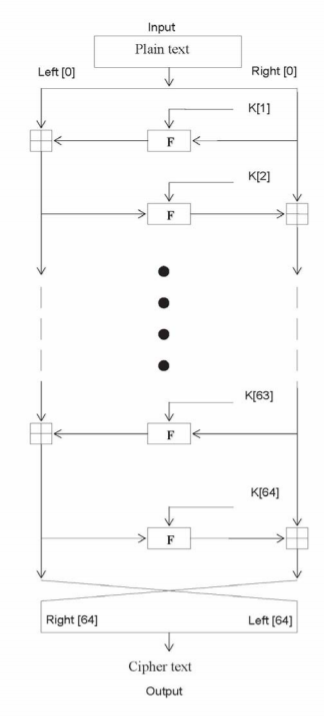 Input
Plain text
Left [0]
Right [0]
K[1]
F
K[2]
F
K[63]
F
K[64]
F
Right [64]
Left [64]
Cipher text
Output